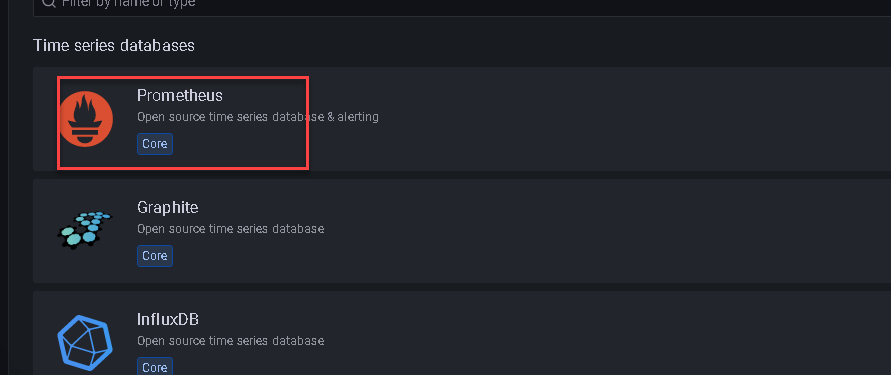 Filter by name or type
Time series databases
Prometheus
Open source time series database & alerting
Core
Graphite
Open source time series database
Core
InfluxDB
Open source time series database
Core